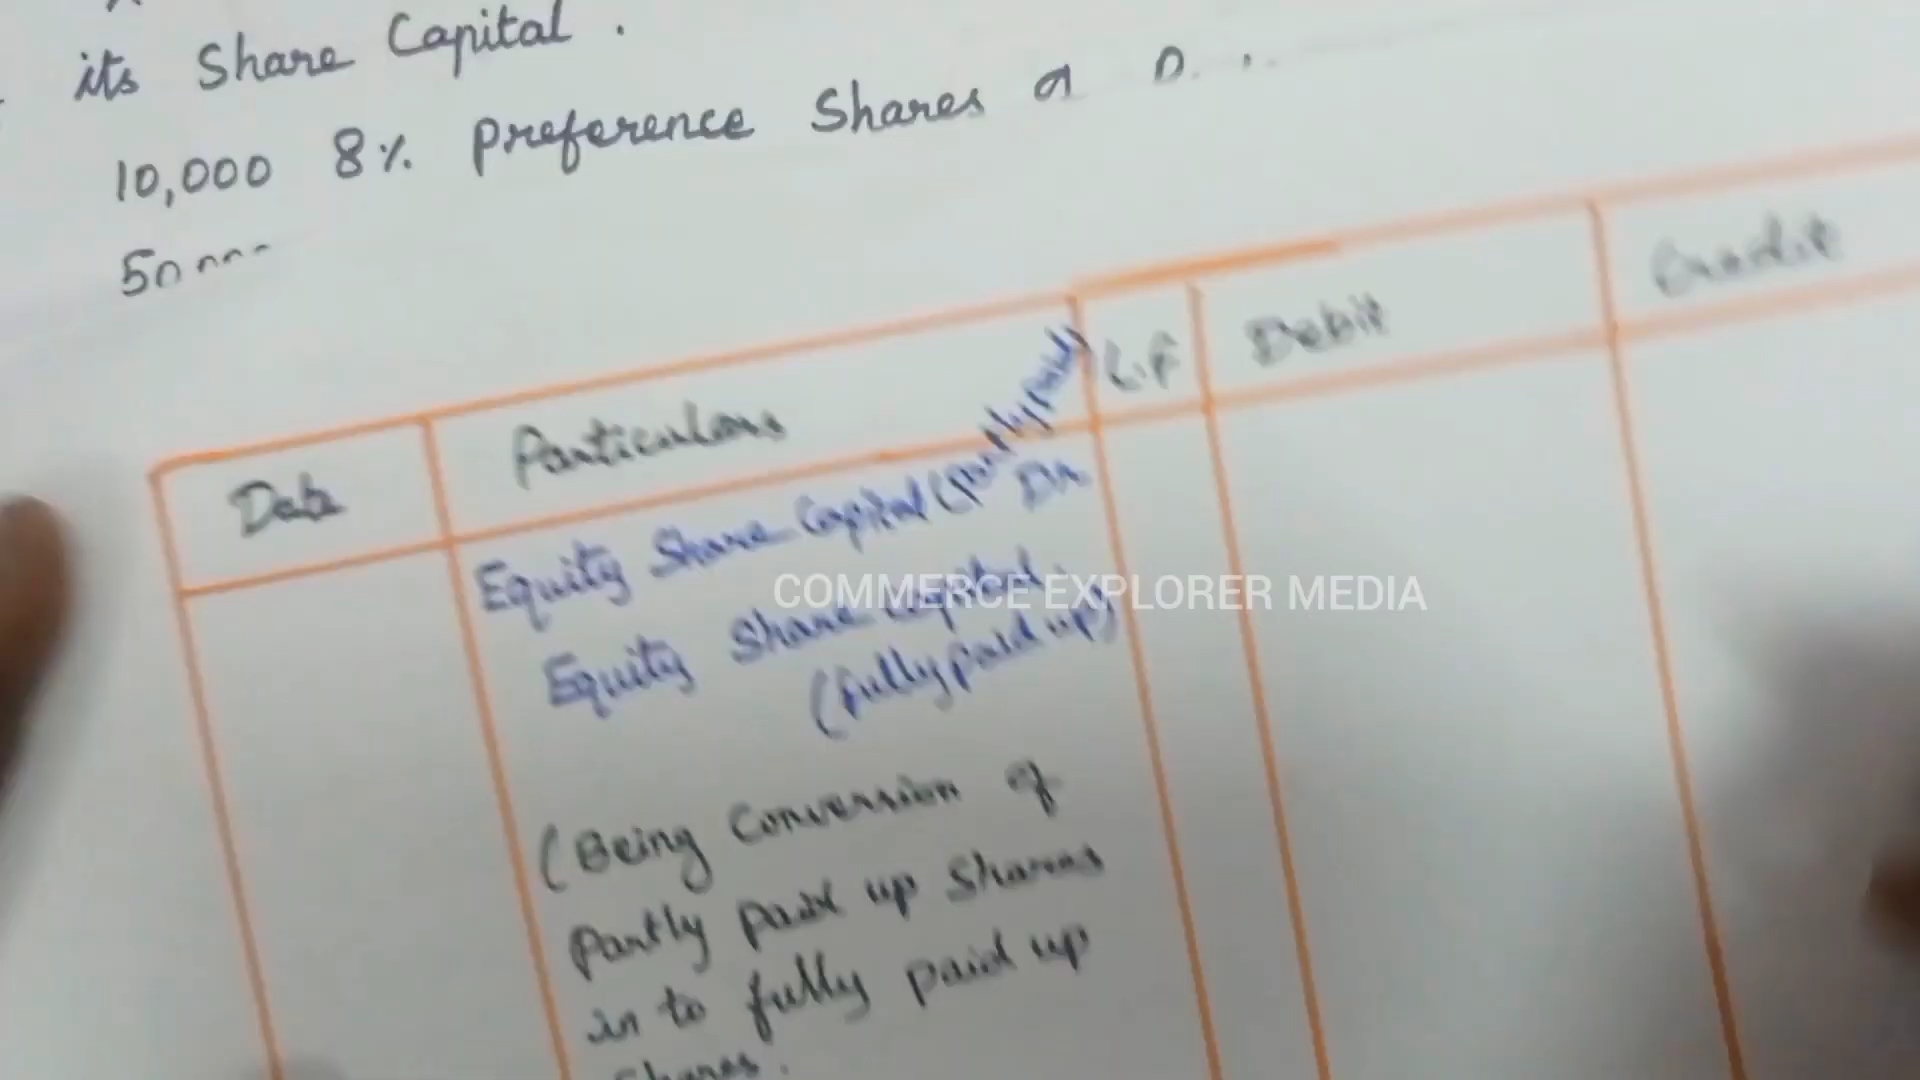 its Share Capital .
10,000 8% Preference Shares
Date Particulars L.F Debit Credit
Equity Share Capital (partly paid)
Dr
Equity Share capital.
(fully paid up)
COMMERCE EXPLORER MEDIA
(Being Conversion of
Partly paid up Shares
in to fully paid up
Shares.